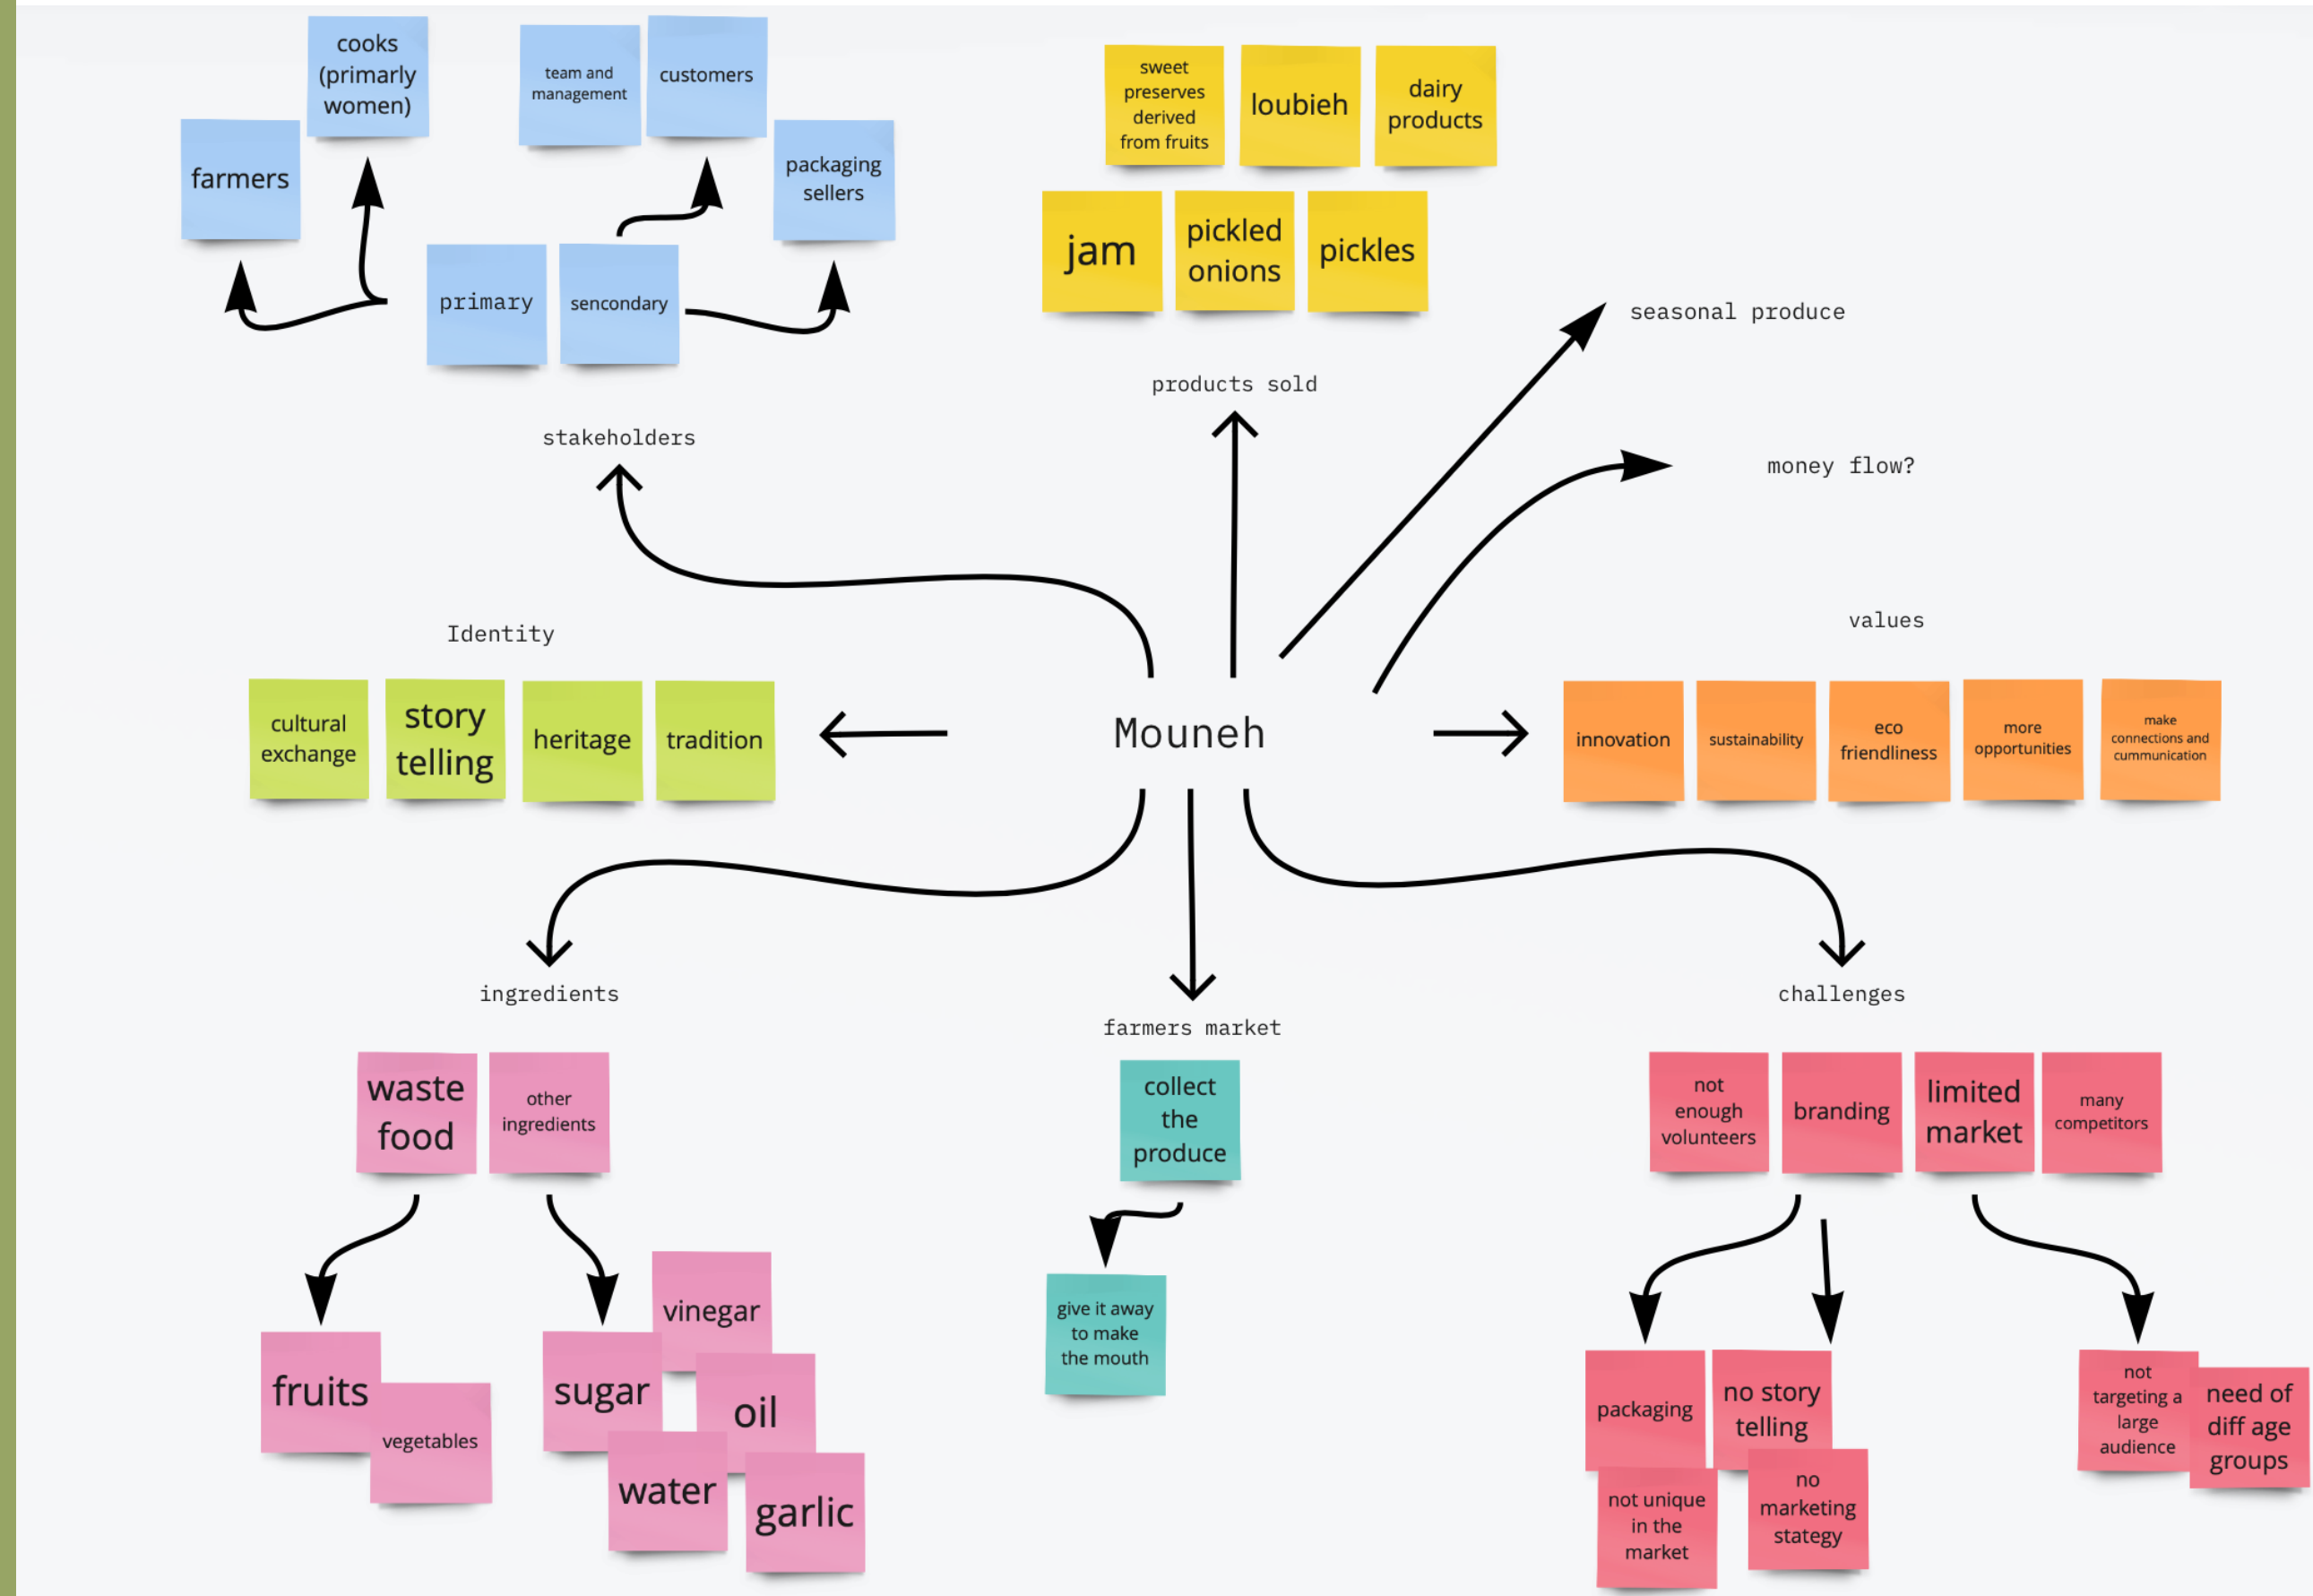 cooks
(primarly
women)
team and
management
customers
farmers
packaging
sellers
primary
sencondary
stakeholders
sweet
preserves
derived
from fruits
loubieh
dairy
products
jam
pickled
onions
pickles
products sold
seasonal produce
money flow?
Identity
cultural
exchange
story
telling
heritage
tradition
Mouneh
values
innovation
sustainability
eco
friendliness
more
opportunities
make
connections and
cummunication
ingredients
waste
food
other
ingredients
fruits
vegetables
vinegar
sugar
oil
water
garlic
farmers market
collect
the
produce
give it away
to make
the mouth
challenges
not
enough
volunteers
branding
limited
market
many
competitors
packaging
no story
telling
not unique
in the
market
no
marketing
stategy
not
targeting a
large
audience
need of
diff age
groups